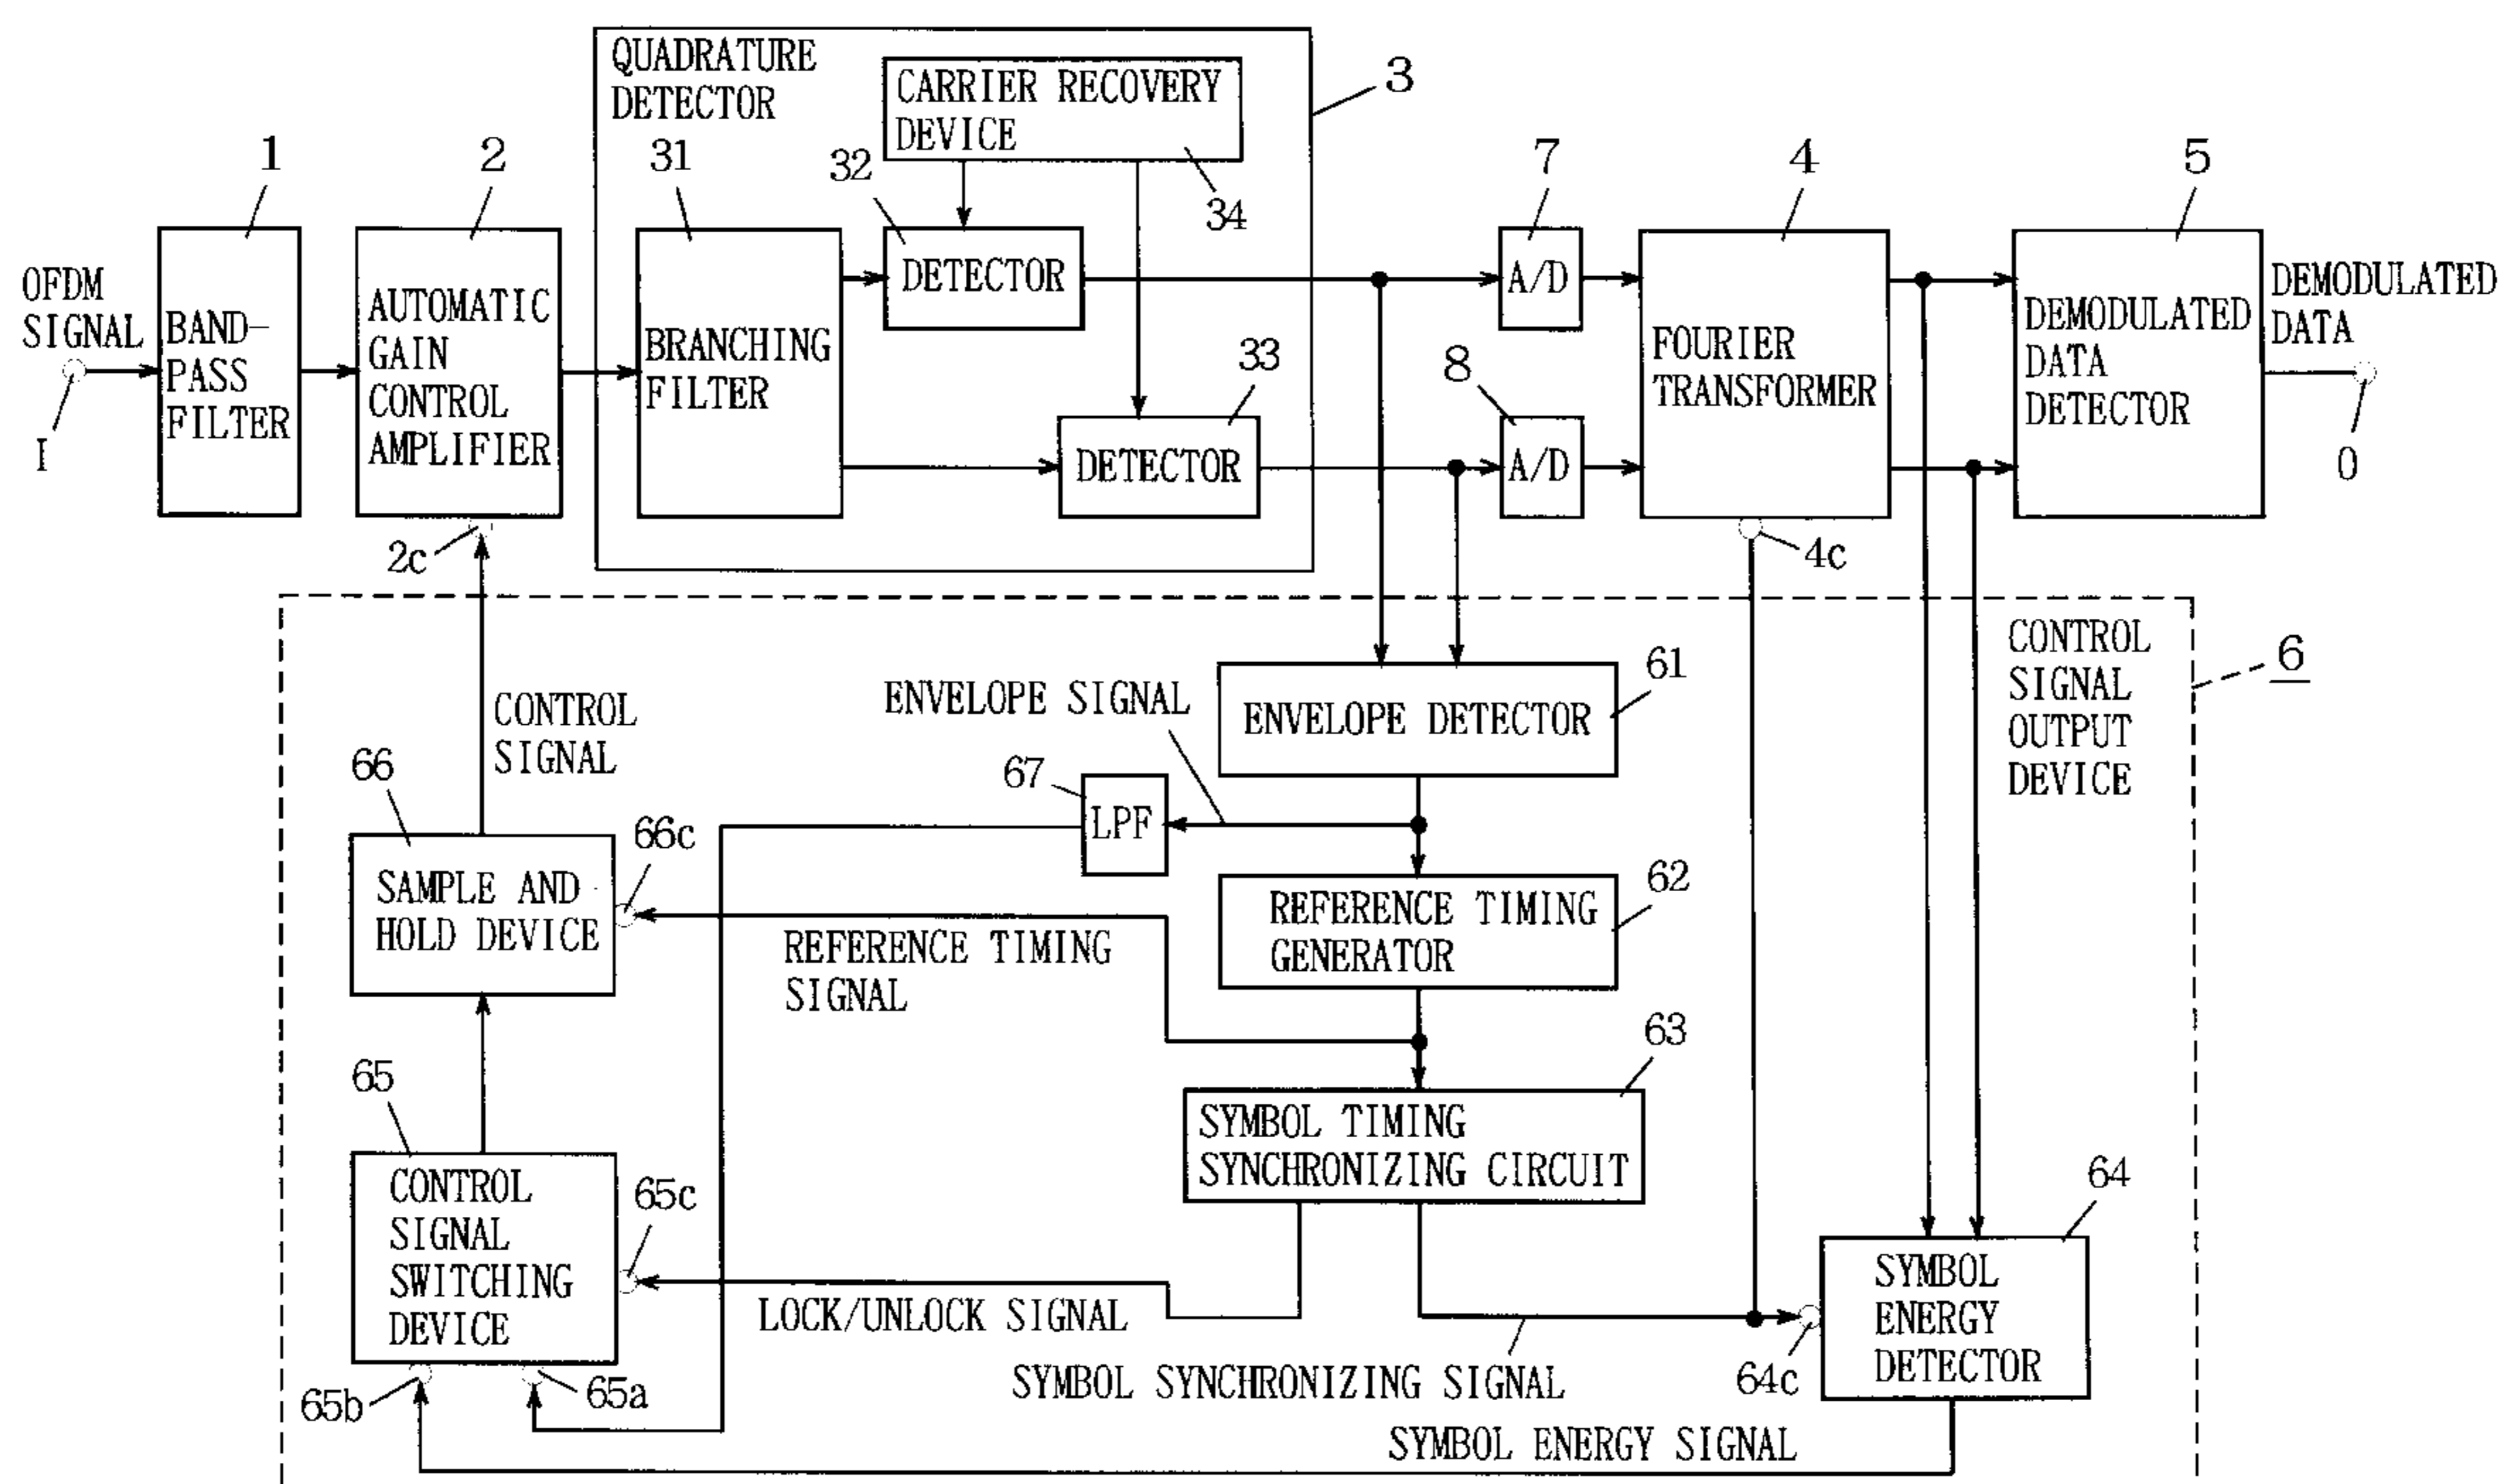 QUADRATURE
DETECTOR
CARRIER RECOVERY
DEVICE
3
1
2
31
32
34
7
4
5
OFDM
SIGNAL
I
BAND-
PASS
FILTER
AUTOMATIC
GAIN
CONTROL
AMPLIFIER
2c
BRANCHING
FILTER
DETECTOR
33
DETECTOR
A/D
8
A/D
FOURIER
TRANSFORMER
4c
DEMODULATED
DATA
DETECTOR
DEMODULATED
DATA
O
CONTROL
SIGNAL
OUTPUT
DEVICE
6
ENVELOPE SIGNAL
61
ENVELOPE DETECTOR
CONTROL
SIGNAL
66
67
LPF
66c
SAMPLE AND
HOLD DEVICE
62
REFERENCE TIMING
GENERATOR
REFERENCE TIMING
SIGNAL
63
SYMBOL TIMING
SYNCHRONIZING CIRCUIT
65
CONTROL
SIGNAL
SWITCHING
DEVICE
65c
64
SYMBOL
ENERGY
DETECTOR
LOCK/UNLOCK SIGNAL
SYMBOL SYNCHRONIZING SIGNAL
64c
65b
65a
SYMBOL ENERGY SIGNAL